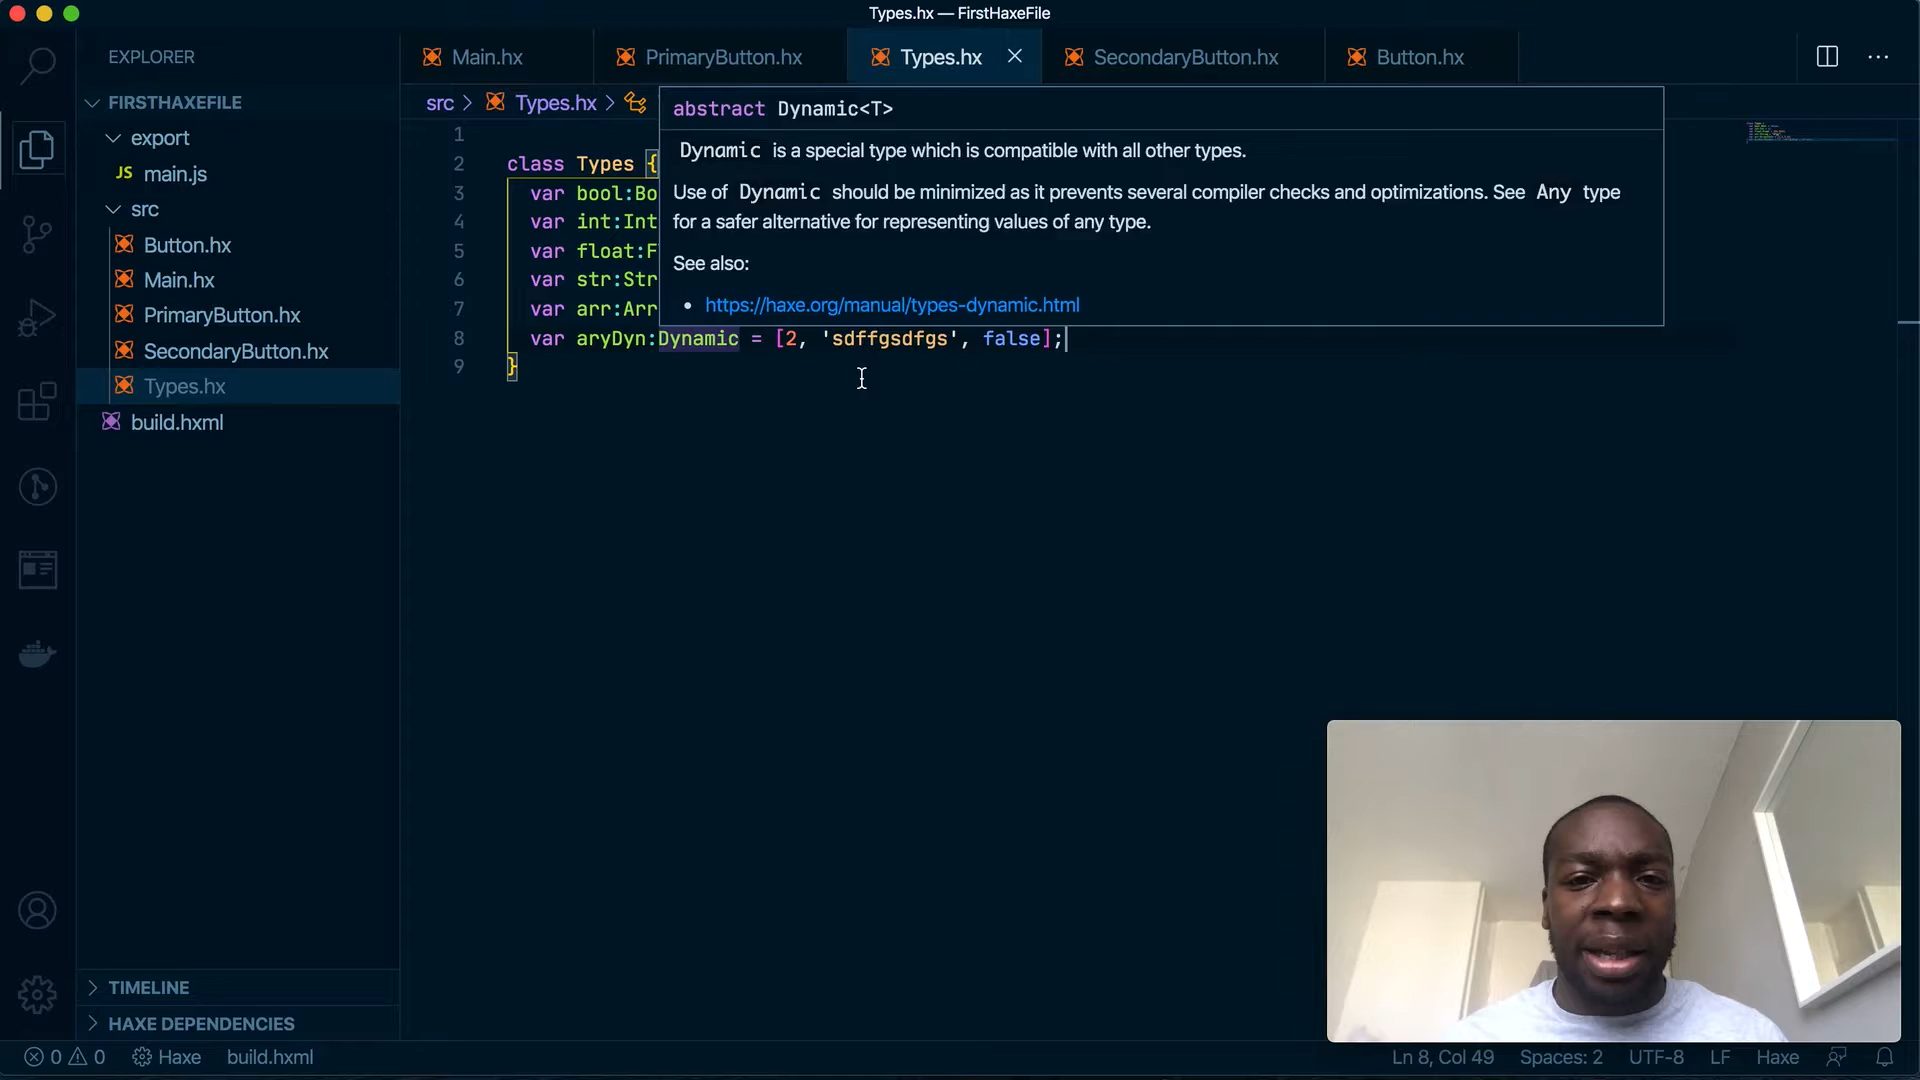 Types.hx — FirstHaxeFile
EXPLORER
Main.hx
PrimaryButton.hx
Types.hx
SecondaryButton.hx
Button.hx
FIRSTHAXEFILE
export
JS main.js
src
Button.hx
Main.hx
PrimaryButton.hx
SecondaryButton.hx
Types.hx
build.hxml
src > Types.hx >
abstract Dynamic<T>
Dynamic is a special type which is compatible with all other types.
Use of Dynamic should be minimized as it prevents several compiler checks and optimizations. See Any type
for a safer alternative for representing values of any type.
See also:
• https://haxe.org/manual/types-dynamic.html
1
2 class Types {
3 var bool:Bo
4 var int:Int
5 var float:F
6 var str:Str
7 var arr:Arr
8 var aryDyn:Dynamic = [2, 'sdffgsdfgs', false];
9 }
TIMELINE
HAXE DEPENDENCIES
0 0 Haxe build.hxml
Ln 8, Col 49 Spaces: 2 UTF-8 LF Haxe